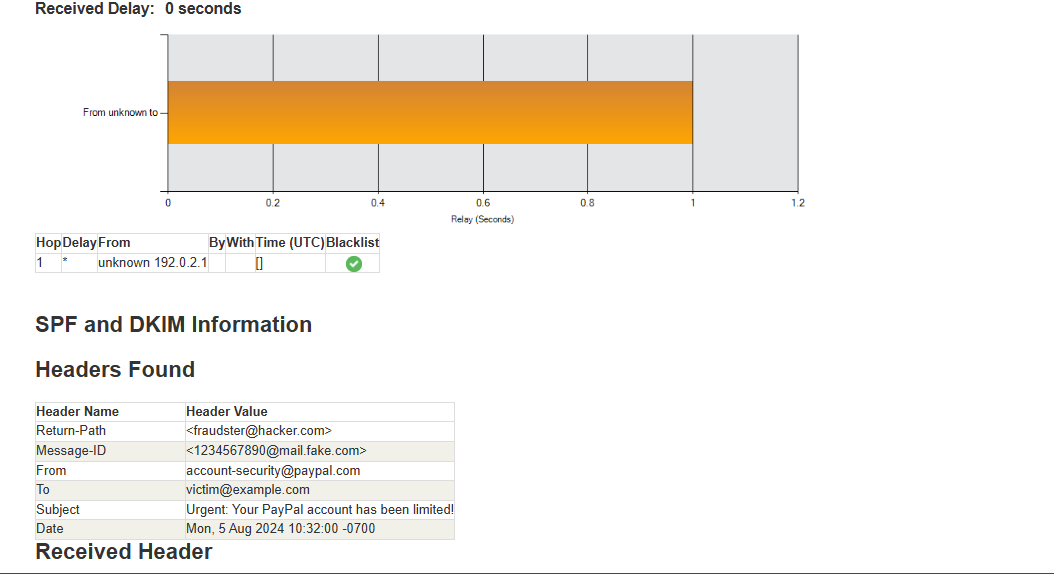 Received Delay: 0 seconds
From unknown to
0 0.2 0.4 0.6 0.8 1 1.2
Relay (Seconds)
Hop Delay From By With Time (UTC) Blacklist
1 * unknown 192.0.2.1 []
SPF and DKIM Information
Headers Found
Header Name Header Value
Return-Path <fraudster@hacker.com>
Message-ID <1234567890@mail.fake.com>
From account-security@paypal.com
To victim@example.com
Subject Urgent: Your PayPal account has been limited!
Date Mon, 5 Aug 2024 10:32:00 -0700
Received Header